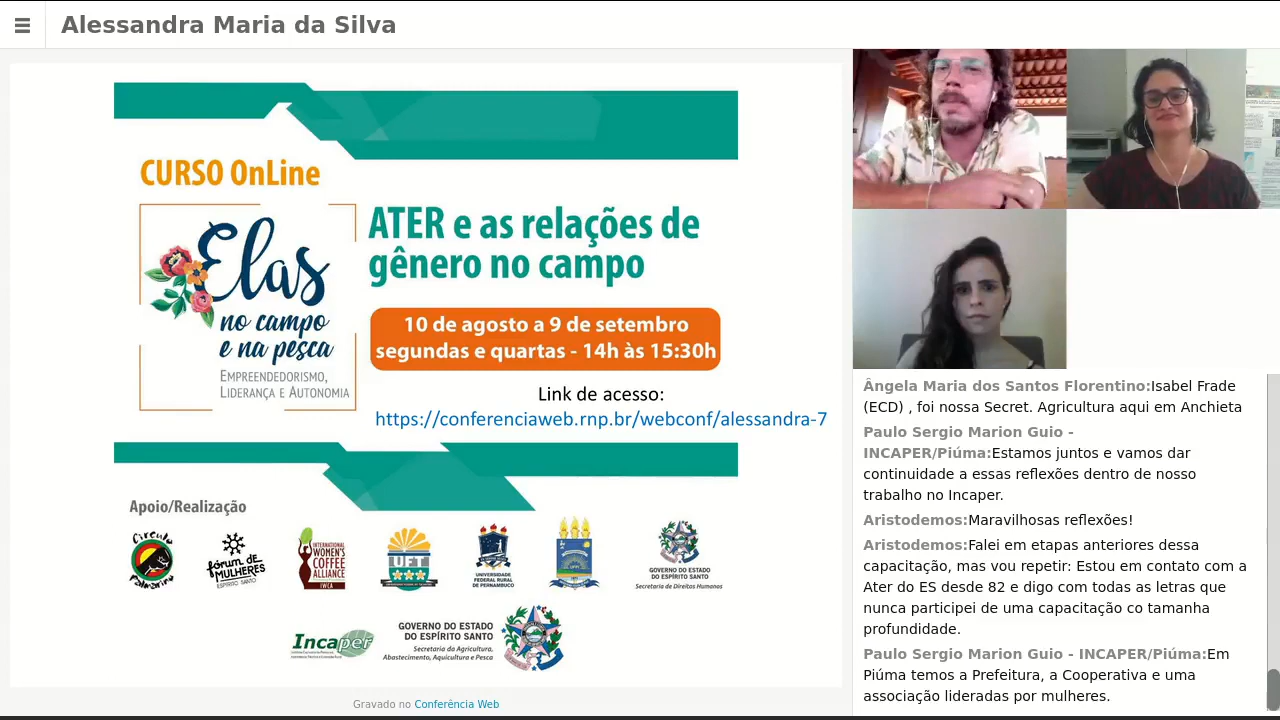 Alessandra Maria da Silva
CURSO OnLine
Elas
no campo
e na pesca
EMPREENDEDORISMO,
LIDERANÇA E AUTONOMIA
ATER e as relações de
gênero no campo
10 de agosto a 9 de setembro
segundas e quartas - 14h às 15:30h
Link de acesso:
https://conferenciaweb.rnp.br/webconf/alessandra-7
Apoio/Realização
Círculo
Palmarino
FÓRUM DE
MULHERES
ESPÍRITO SANTO
INTERNATIONAL
WOMEN'S
COFFEE
ALLIANCE
IWCA
UFT
UNIVERSIDADE
FEDERAL RURAL
DE PERNAMBUCO
GOVERNO DO ESTADO
DO ESPÍRITO SANTO
Secretaria de Direitos Humanos
Incaper
GOVERNO DO ESTADO
DO ESPÍRITO SANTO
Secretaria da Agricultura,
Abastecimento, Aquicultura e Pesca
Gravado no Conferência Web
Ângela Maria dos Santos Florentino:Isabel Frade
(ECD) , foi nossa Secret. Agricultura aqui em Anchieta
Paulo Sergio Marion Guio -
INCAPER/Piúma:Estamos juntos e vamos dar
continuidade a essas reflexões dentro de nosso
trabalho no Incaper.
Aristodemos:Maravilhosas reflexões!
Aristodemos:Falei em etapas anteriores dessa
capacitação, mas vou repetir: Estou em contato com a
Ater do ES desde 82 e digo com todas as letras que
nunca participei de uma capacitação co tamanha
profundidade.
Paulo Sergio Marion Guio - INCAPER/Piúma:Em
Piúma temos a Prefeitura, a Cooperativa e uma
associação lideradas por mulheres.